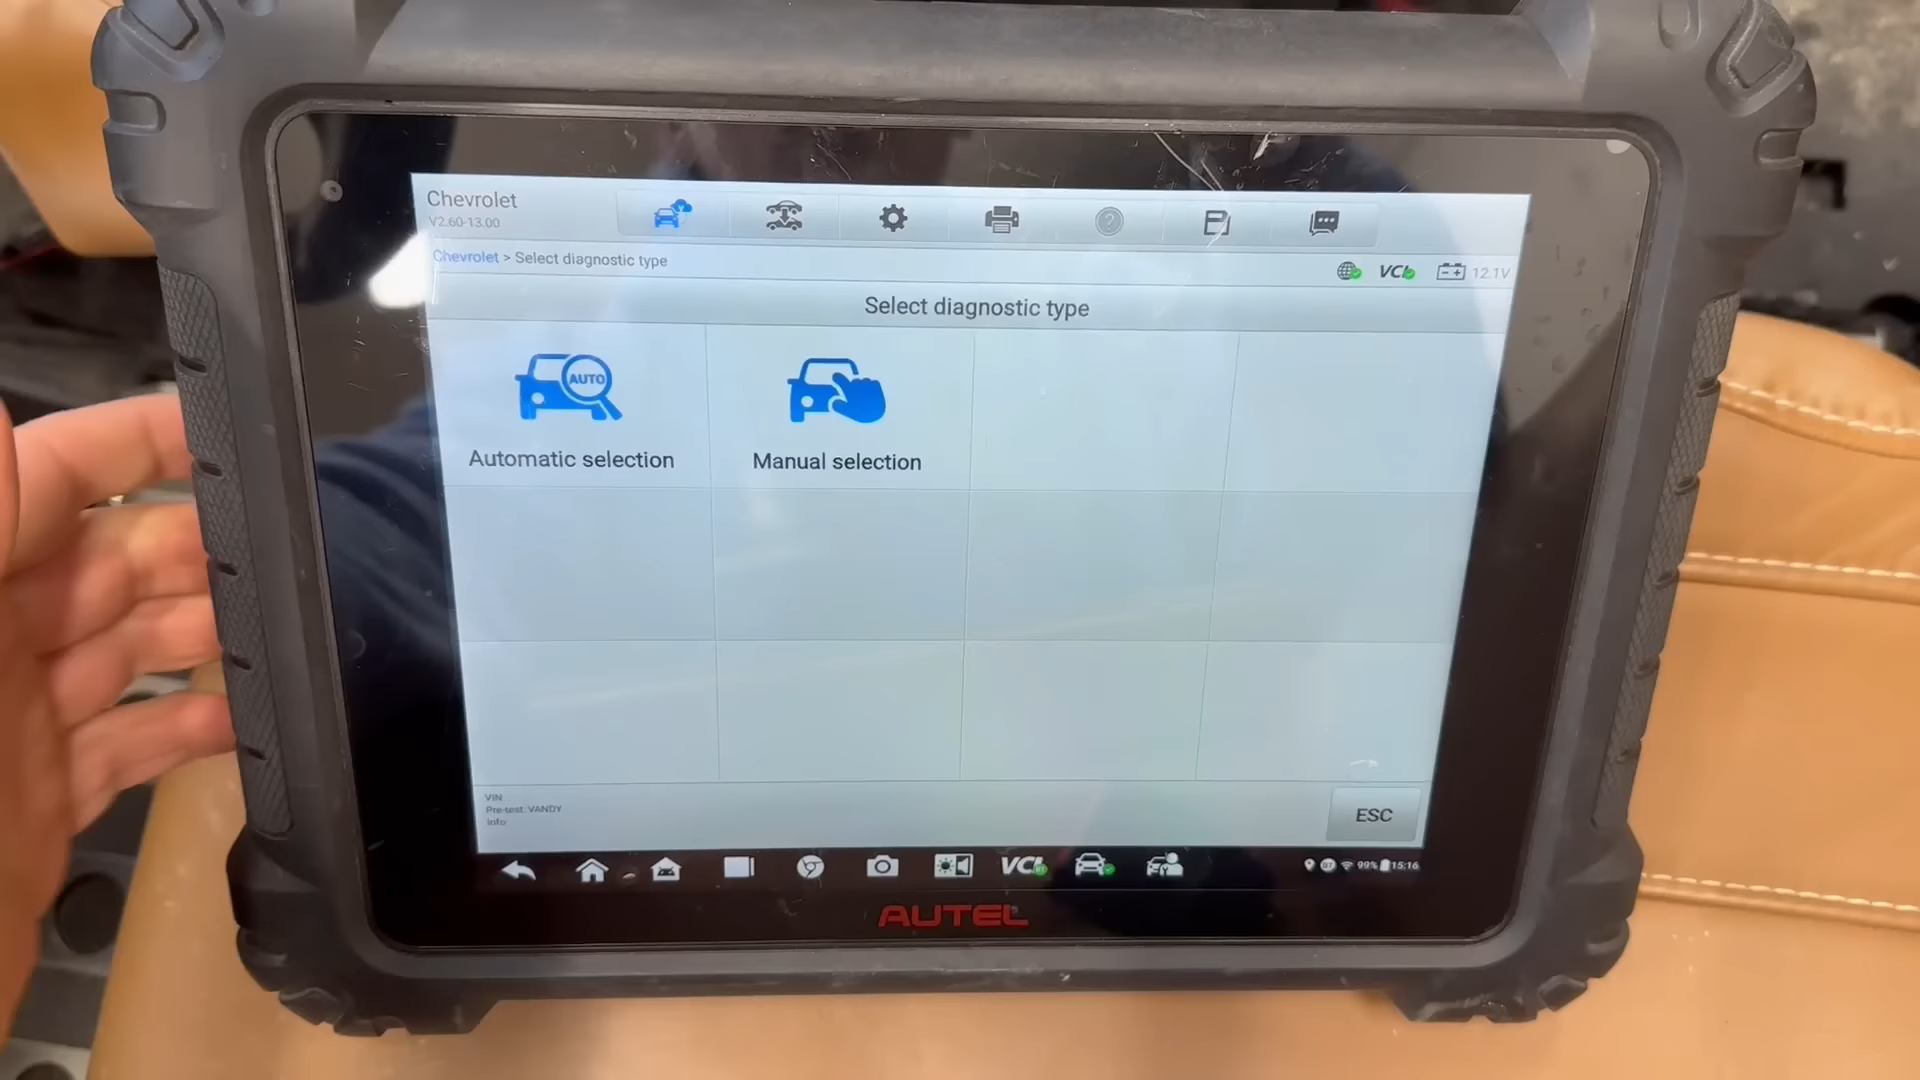 Chevrolet
V2.60-13.00
Chevrolet > Select diagnostic type
VCI
12.1V
Select diagnostic type
AUTO
Automatic selection
Manual selection
VIN
Pre-test: VANDY
Info
ESC
VCI
99%
15:16
AUTEL